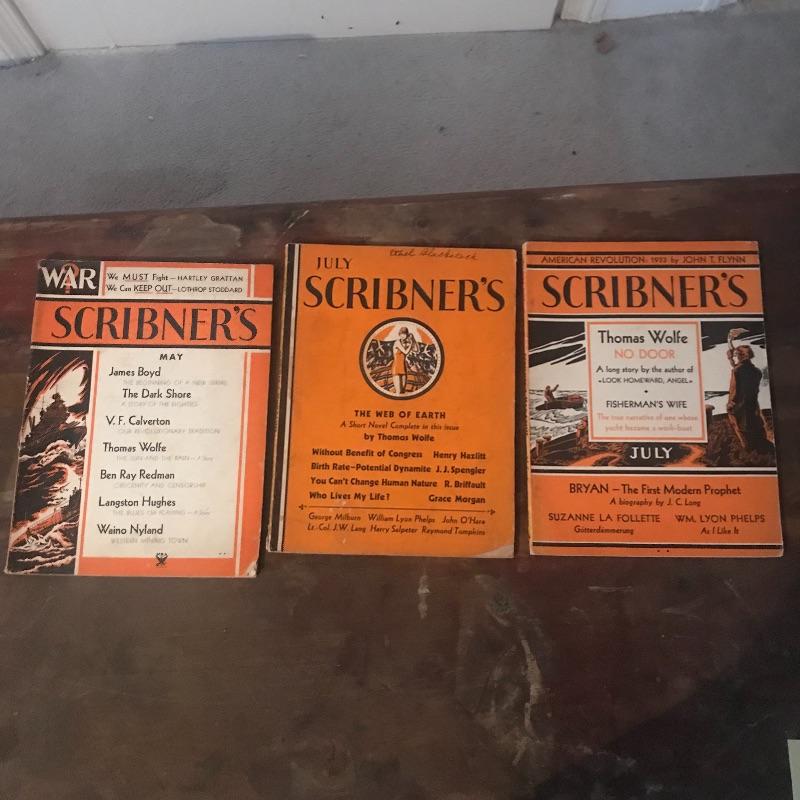 WAR
?
We MUST Fight — HARTLEY GRATTAN
We Can KEEP OUT — LOTHROP STODDARD
SCRIBNER'S
MAY
James Boyd
THE BEGINNING OF A NEW SERIAL
The Dark Shore
A STORY OF THE EIGHTIES
V. F. Calverton
OUR REVOLUTIONARY TRADITION
Thomas Wolfe
THE SUN AND THE RAIN — A Story
Ben Ray Redman
OBSCENITY AND CENSORSHIP
Langston Hughes
THE BLUES I'M PLAYING — A Story
Waino Nyland
WESTERN MINING TOWN
JULY
SCRIBNER'S
THE WEB OF EARTH
A Short Novel Complete in this issue
by Thomas Wolfe
Without Benefit of Congress Henry Hazlitt
Birth Rate—Potential Dynamite J. J. Spengler
You Can't Change Human Nature R. Briffault
Who Lives My Life? Grace Morgan
George Milburn William Lyon Phelps John O'Hara
Lt.-Col. J. W. Lang Harry Salpeter Raymond Tompkins
AMERICAN REVOLUTION: 1933 by JOHN T. FLYNN
SCRIBNER'S
Thomas Wolfe
NO DOOR
A long story by the author of
«LOOK HOMEWARD, ANGEL»
FISHERMAN'S WIFE
The true narrative of one whose
yacht became a work-boat
JULY
BRYAN — The First Modern Prophet
A biography by J. C. Long
SUZANNE LA FOLLETTE WM. LYON PHELPS
Götterdämmerung As I Like It